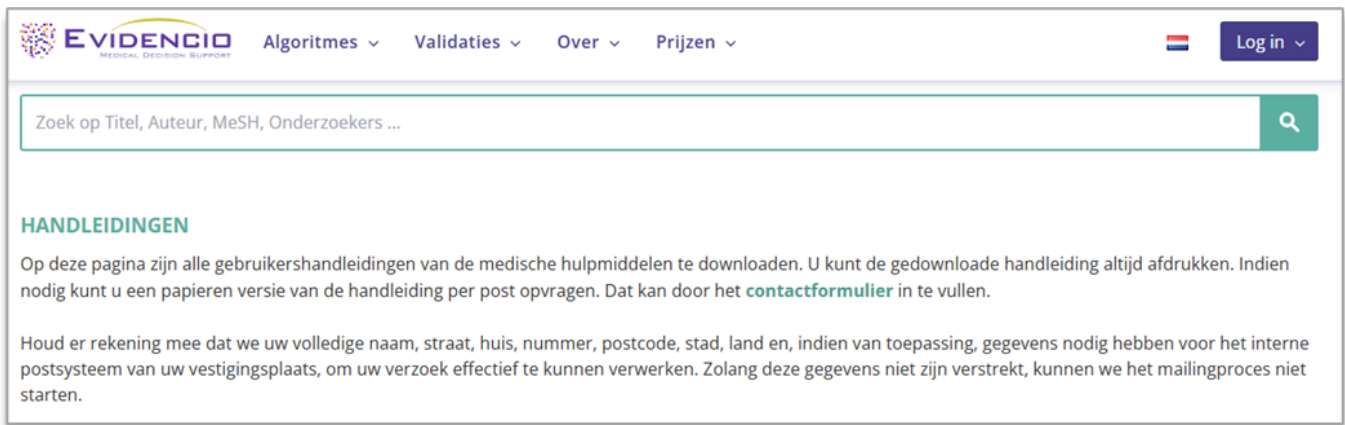 EVIDENCIO
MEDICAL DECISION SUPPORT
Algoritmes Validaties Over Prijzen Log in
Zoek op Titel, Auteur, MeSH, Onderzoekers ...
HANDLEIDINGEN
Op deze pagina zijn alle gebruikershandleidingen van de medische hulpmiddelen te downloaden. U kunt de gedownloade handleiding altijd afdrukken. Indien
nodig kunt u een papieren versie van de handleiding per post opvragen. Dat kan door het contactformulier in te vullen.
Houd er rekening mee dat we uw volledige naam, straat, huis, nummer, postcode, stad, land en, indien van toepassing, gegevens nodig hebben voor het interne
postsysteem van uw vestigingsplaats, om uw verzoek effectief te kunnen verwerken. Zolang deze gegevens niet zijn verstrekt, kunnen we het mailingproces niet
starten.